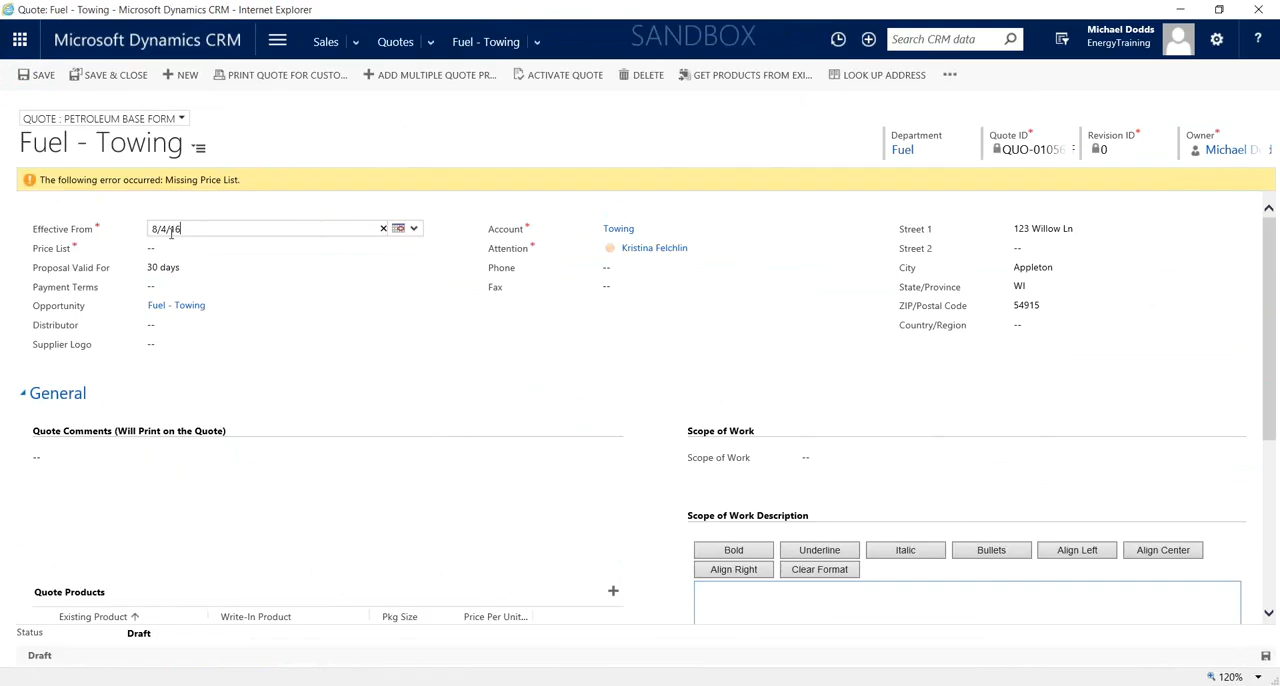 Quote: Fuel - Towing - Microsoft Dynamics CRM - Internet Explorer
Microsoft Dynamics CRM Sales Quotes Fuel - Towing SANDBOX Search CRM data Michael Dodds
EnergyTraining
?
SAVE SAVE & CLOSE NEW PRINT QUOTE FOR CUSTO... ADD MULTIPLE QUOTE PR... ACTIVATE QUOTE DELETE GET PRODUCTS FROM EXI... LOOK UP ADDRESS •••
QUOTE : PETROLEUM BASE FORM
Fuel - Towing
Department Quote ID* Revision ID* Owner*
Fuel QUO-01056 0 Michael
The following error occurred: Missing Price List.
Effective From* 8/4/16 Account* Towing Street 1 123 Willow Ln
Price List* -- Attention* Kristina Felchlin Street 2 --
Proposal Valid For 30 days Phone -- City Appleton
Payment Terms -- Fax -- State/Province WI
Opportunity Fuel - Towing ZIP/Postal Code 54915
Distributor -- Country/Region --
Supplier Logo --
General
Quote Comments (Will Print on the Quote) Scope of Work
-- Scope of Work --
Scope of Work Description
Bold Underline Italic Bullets Align Left Align Center
Align Right Clear Format
Quote Products
Existing Product Write-In Product Pkg Size Price Per Unit...
Status Draft
Draft
120%